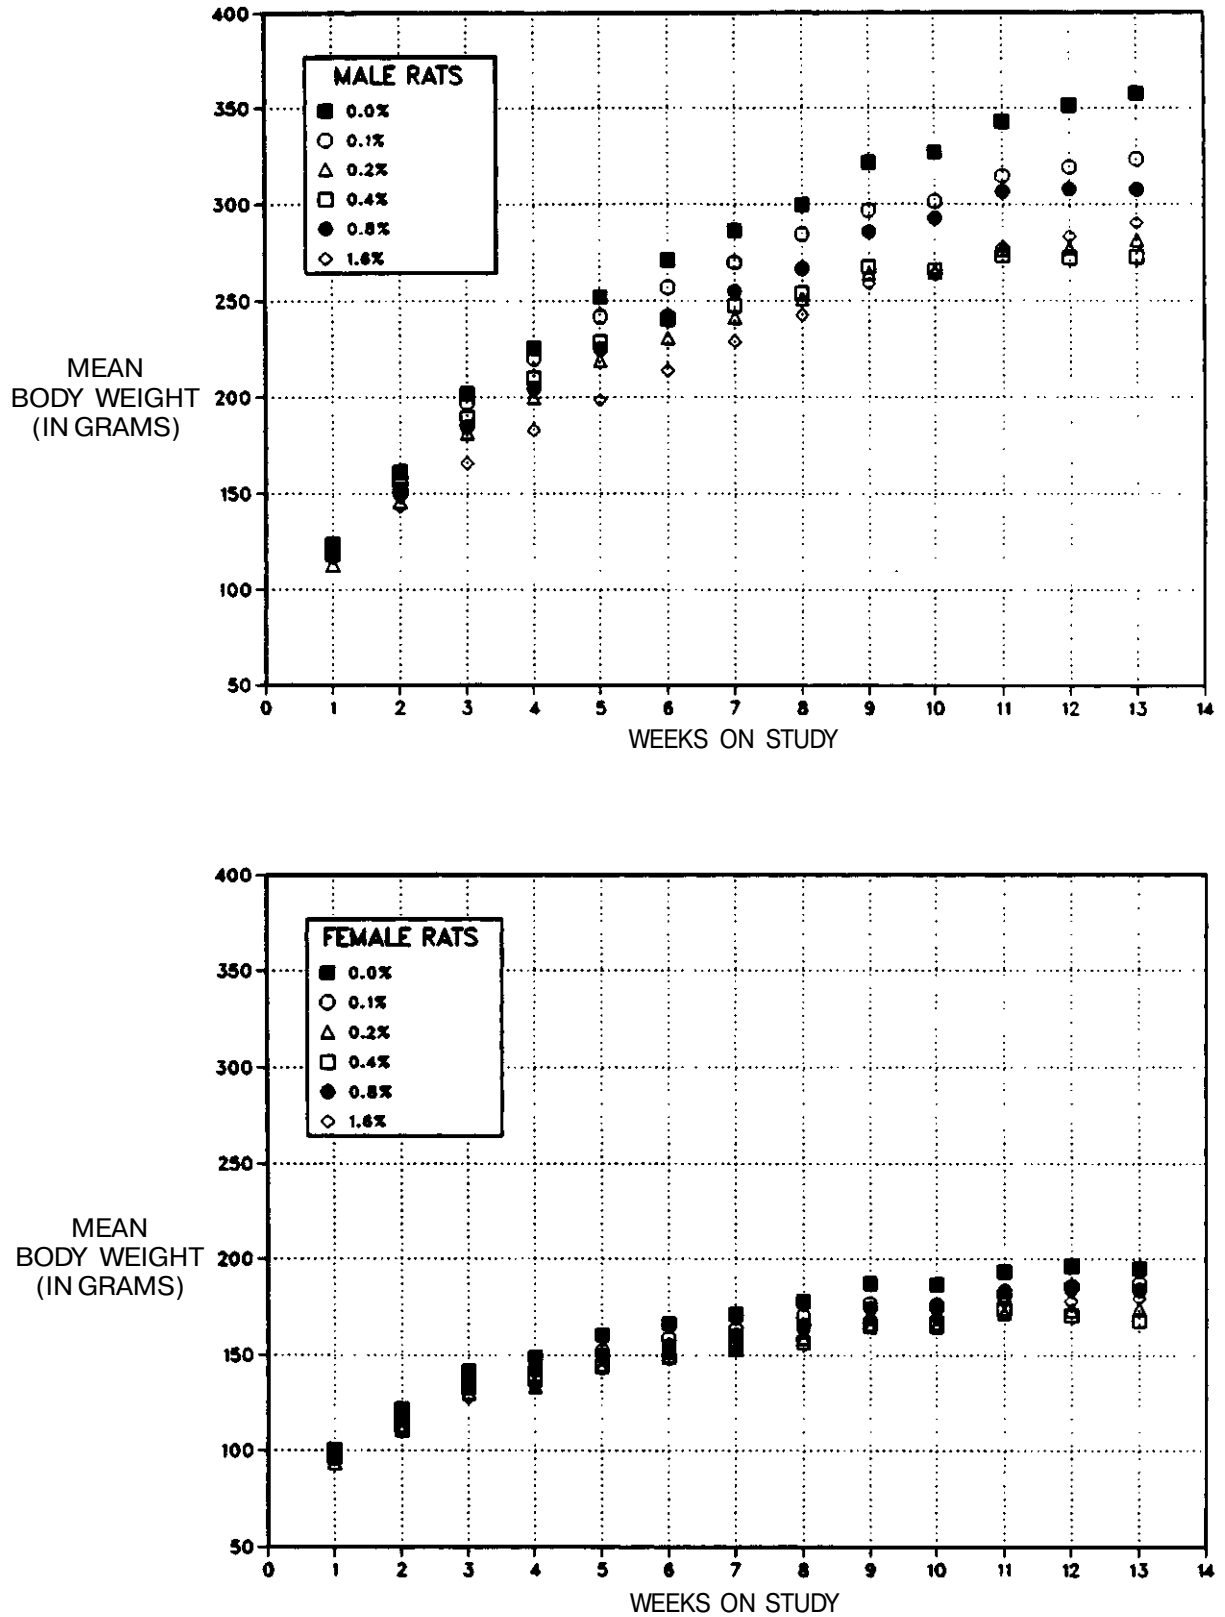 400
350
300
250
200
150
100
50
MALE RATS
0.0%
0.1%
0.2%
0.4%
0.8%
1.6%
MEAN
BODY WEIGHT
(IN GRAMS)
0 1 2 3 4 5 6 7 8 9 10 11 12 13 14
WEEKS ON STUDY
400
350
300
250
200
150
100
50
FEMALE RATS
0.0%
0.1%
0.2%
0.4%
0.8%
1.6%
MEAN
BODY WEIGHT
(IN GRAMS)
0 1 2 3 4 5 6 7 8 9 10 11 12 13 14
WEEKS ON STUDY